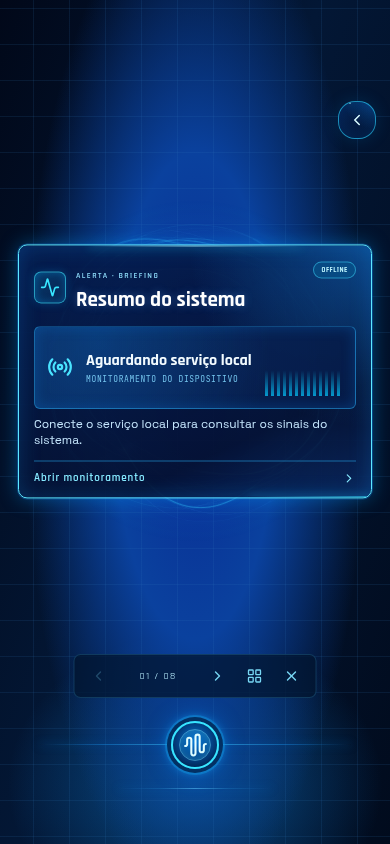 ALERTA · BRIEFING
OFFLINE
Resumo do sistema
Aguardando serviço local
MONITORAMENTO DO DISPOSITIVO
Conecte o serviço local para consultar os sinais do
sistema.
Abrir monitoramento
01 / 08